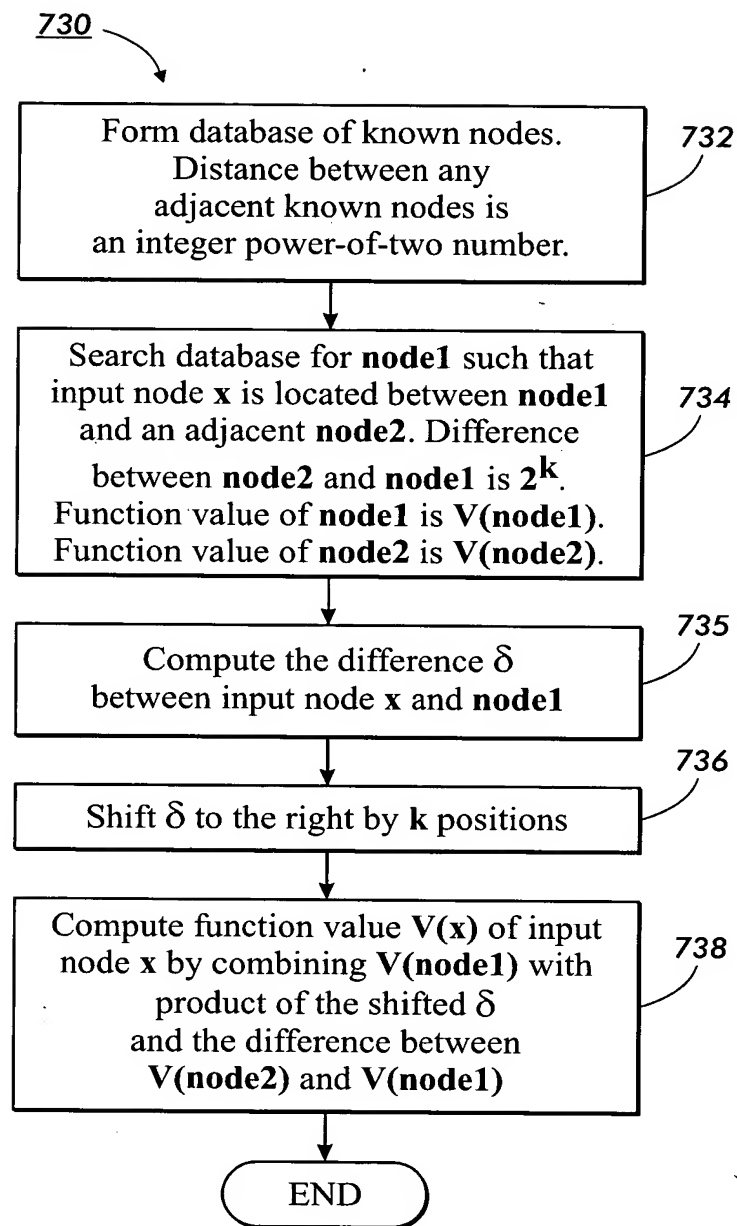 730
Form database of known nodes.
Distance between any
adjacent known nodes is
an integer power-of-two number.
732
Search database for node1 such that
input node x is located between node1
and an adjacent node2. Difference
between node2 and node1 is 2^k.
Function value of node1 is V(node1).
Function value of node2 is V(node2).
734
Compute the difference δ
between input node x and node1
735
Shift δ to the right by k positions
736
Compute function value V(x) of input
node x by combining V(node1) with
product of the shifted δ
and the difference between
V(node2) and V(node1)
738
END